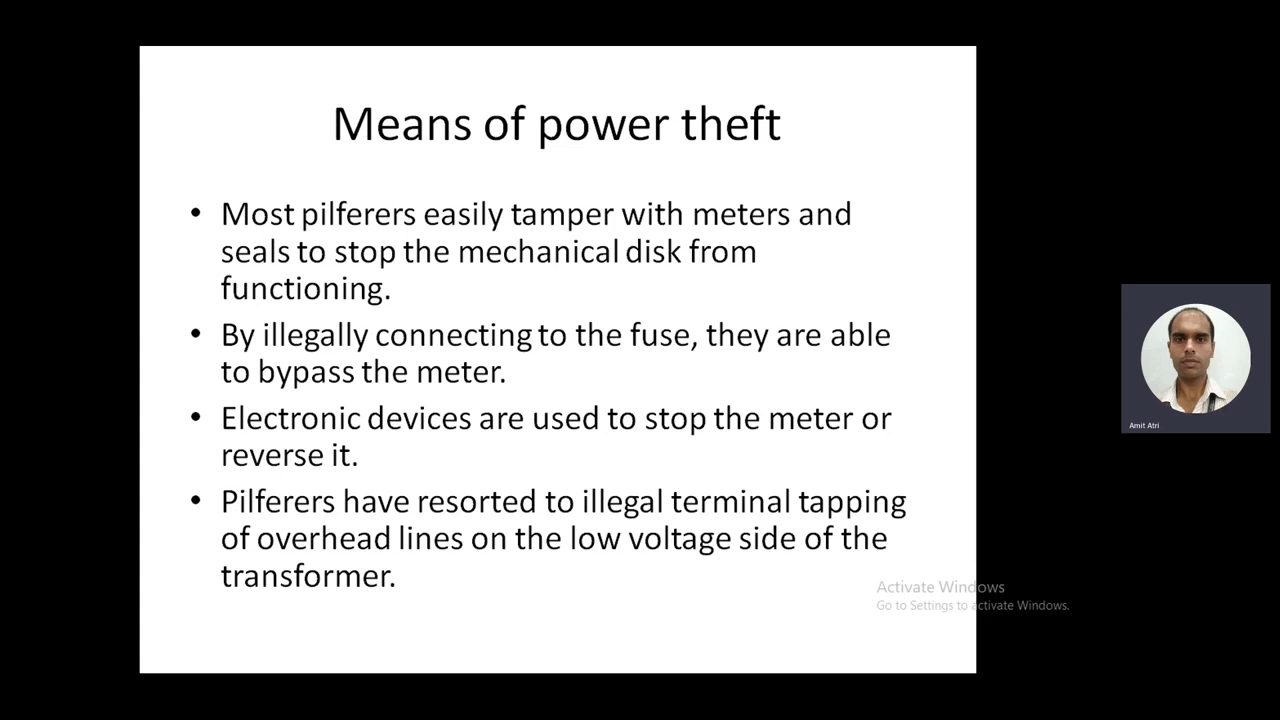 Means of power theft
• Most pilferers easily tamper with meters and
seals to stop the mechanical disk from
functioning.
• By illegally connecting to the fuse, they are able
to bypass the meter.
• Electronic devices are used to stop the meter or
reverse it.
• Pilferers have resorted to illegal terminal tapping
of overhead lines on the low voltage side of the
transformer.
Activate Windows
Go to Settings to activate Windows.
Amit Atri